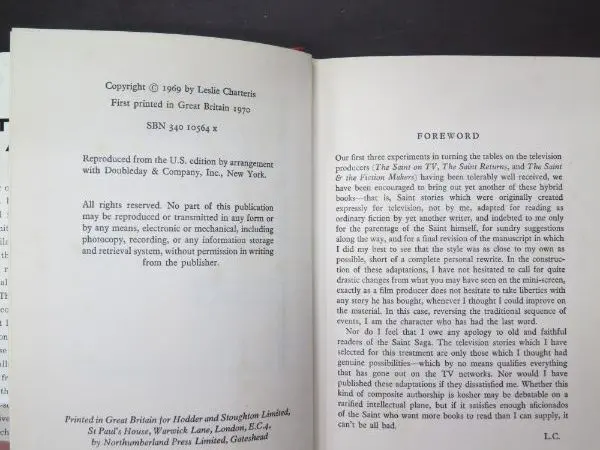 Copyright © 1969 by Leslie Charteris
First printed in Great Britain 1970
SBN 340 10564 x
Reproduced from the U.S. edition by arrangement
with Doubleday & Company, Inc., New York.
All rights reserved. No part of this publication
may be reproduced or transmitted in any form or
by any means, electronic or mechanical, including
photocopy, recording, or any information storage
and retrieval system, without permission in writing
from the publisher.
Printed in Great Britain for Hodder and Stoughton Limited,
St Paul's House, Warwick Lane, London, E.C.4,
by Northumberland Press Limited, Gateshead
FOREWORD
Our first three experiments in turning the tables on the television
producers (The Saint on TV, The Saint Returns, and The Saint
& the Fiction Makers) having been tolerably well received, we
have been encouraged to bring out yet another of these hybrid
books—that is, Saint stories which were originally created
expressly for television, not by me, adapted for reading as
ordinary fiction by yet another writer, and indebted to me only
for the parentage of the Saint himself, for sundry suggestions
along the way, and for a final revision of the manuscript in which
I did my best to see that the style was as close to my own as
possible, short of a complete personal rewrite. In the construc-
tion of these adaptations, I have not hesitated to call for quite
drastic changes from what you may have seen on the mini-screen,
exactly as a film producer does not hesitate to take liberties with
any story he has bought, whenever I thought I could improve on
the material. In this case, reversing the traditional sequence of
events, I am the character who has had the last word.
Nor do I feel that I owe any apology to old and faithful
readers of the Saint Saga. The television stories which I have
selected for this treatment are only those which I thought had
genuine possibilities—which by no means qualifies everything
that has gone out on the TV networks. Nor would I have
published these adaptations if they dissatisfied me. Whether this
kind of composite authorship is kosher may be debatable on a
rarified intellectual plane, but if it satisfies enough aficionados
of the Saint who want more books to read than I can supply, it
can't be all bad.
L.C.